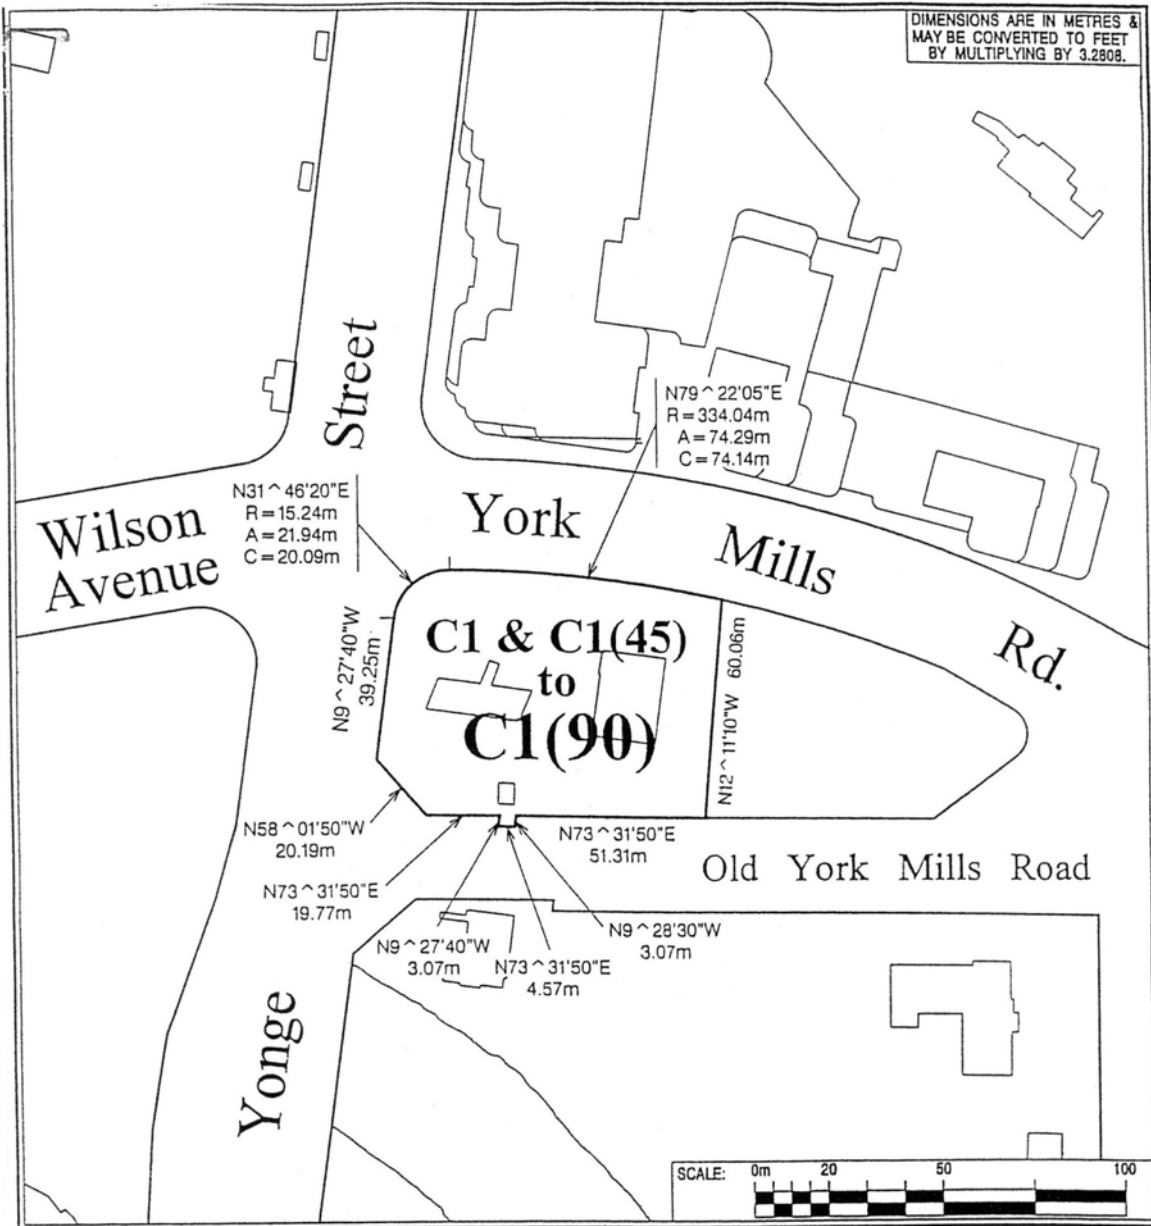 DIMENSIONS ARE IN METRES &
MAY BE CONVERTED TO FEET
BY MULTIPLYING BY 3.2808.
Street
N79^22'05"E
R=334.04m
A=74.29m
C=74.14m
N31^46'20"E
R=15.24m
A=21.94m
C=20.09m
Wilson
Avenue
York
Mills
Rd.
N9^27'40"W
39.25m
C1 & C1(45)
to
C1(90)
N12^11'10"W 60.06m
N58^01'50"W
20.19m
N73^31'50"E
19.77m
N73^31'50"E
51.31m
Old York Mills Road
N9^27'40"W
3.07m
N73^31'50"E
4.57m
N9^28'30"W
3.07m
Yonge
SCALE: 0m 20 50 100